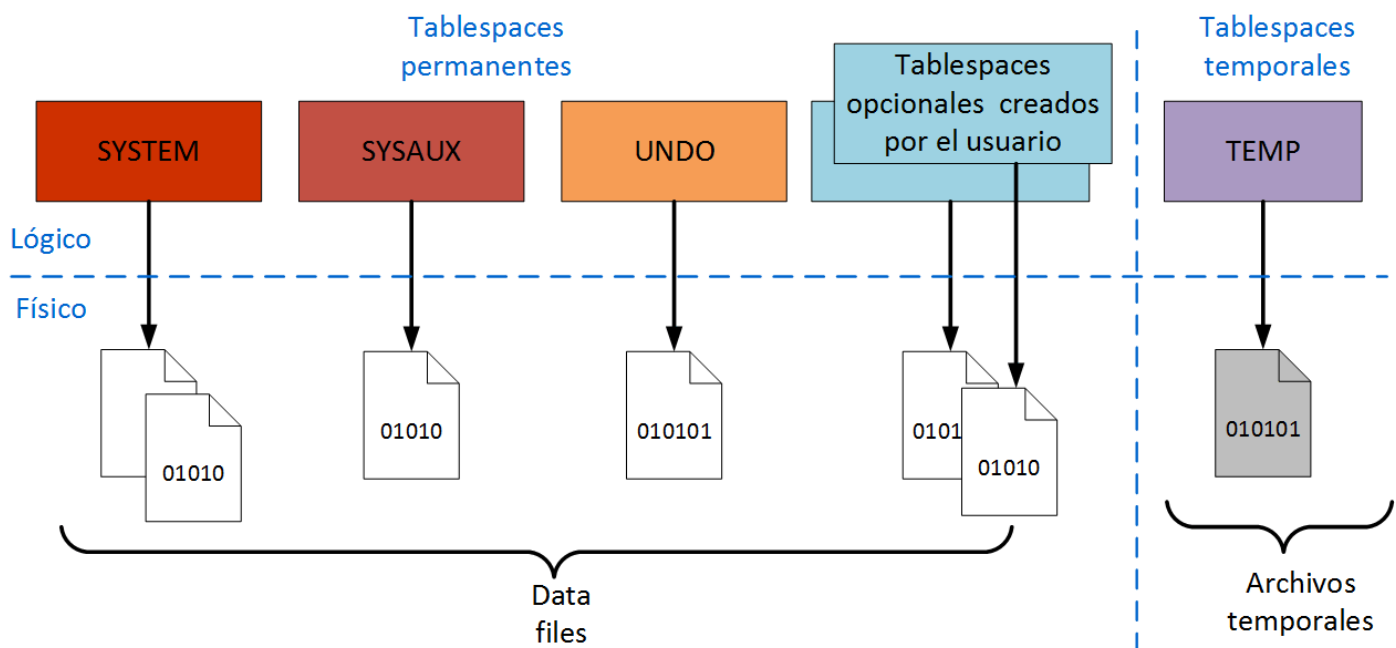 Tablespaces
permanentes
Tablespaces
temporales
SYSTEM
SYSAUX
UNDO
Tablespaces
opcionales creados
por el usuario
TEMP
Lógico
Físico
01010
01010
010101
0101
01010
010101
Data
files
Archivos
temporales